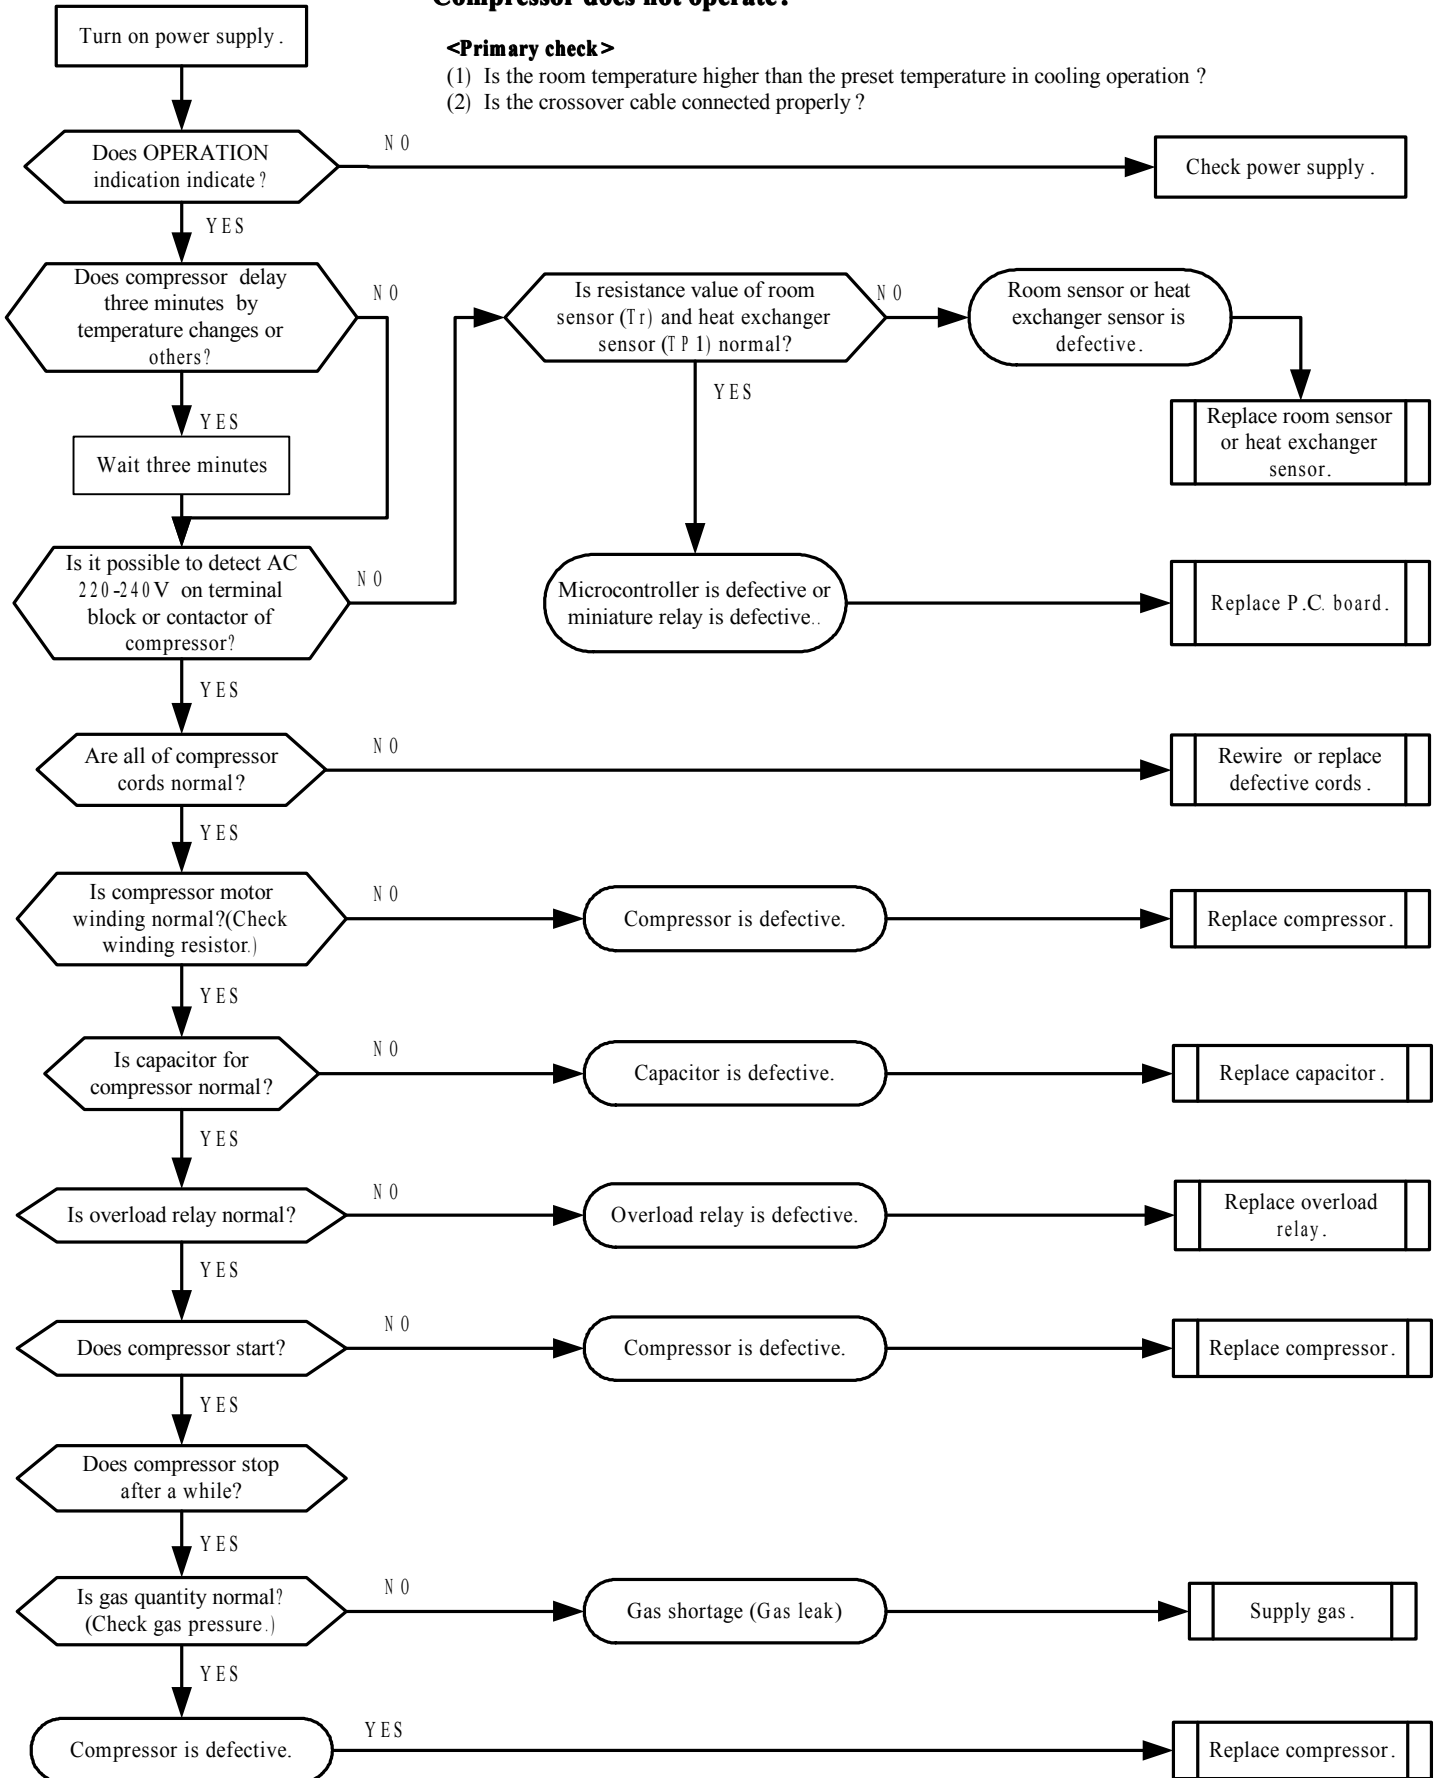 Compressor does not operate?
Turn on power supply.
<Primary check>
(1) Is the room temperature higher than the preset temperature in cooling operation ?
(2) Is the crossover cable connected properly ?
Does OPERATION
indication indicate ?
NO
Check power supply .
YES
Does compressor delay
three minutes by
temperature changes or
others?
NO
Is resistance value of room
sensor (Tr) and heat exchanger
sensor (TP1) normal?
NO
Room sensor or heat
exchanger sensor is
defective.
YES
YES
Replace room sensor
or heat exchanger
sensor.
Wait three minutes
Is it possible to detect AC
220-240V on terminal
block or contactor of
compressor?
NO
Microcontroller is defective or
miniature relay is defective..
Replace P.C. board.
YES
Are all of compressor
cords normal?
NO
Rewire or replace
defective cords .
YES
Is compressor motor
winding normal?(Check
winding resistor.)
NO
Compressor is defective.
Replace compressor.
YES
Is capacitor for
compressor normal?
NO
Capacitor is defective.
Replace capacitor .
YES
Is overload relay normal?
NO
Overload relay is defective.
Replace overload
relay.
YES
Does compressor start?
NO
Compressor is defective.
Replace compressor.
YES
Does compressor stop
after a while?
YES
Is gas quantity normal?
(Check gas pressure.)
NO
Gas shortage (Gas leak)
Supply gas .
YES
Compressor is defective.
YES
Replace compressor.